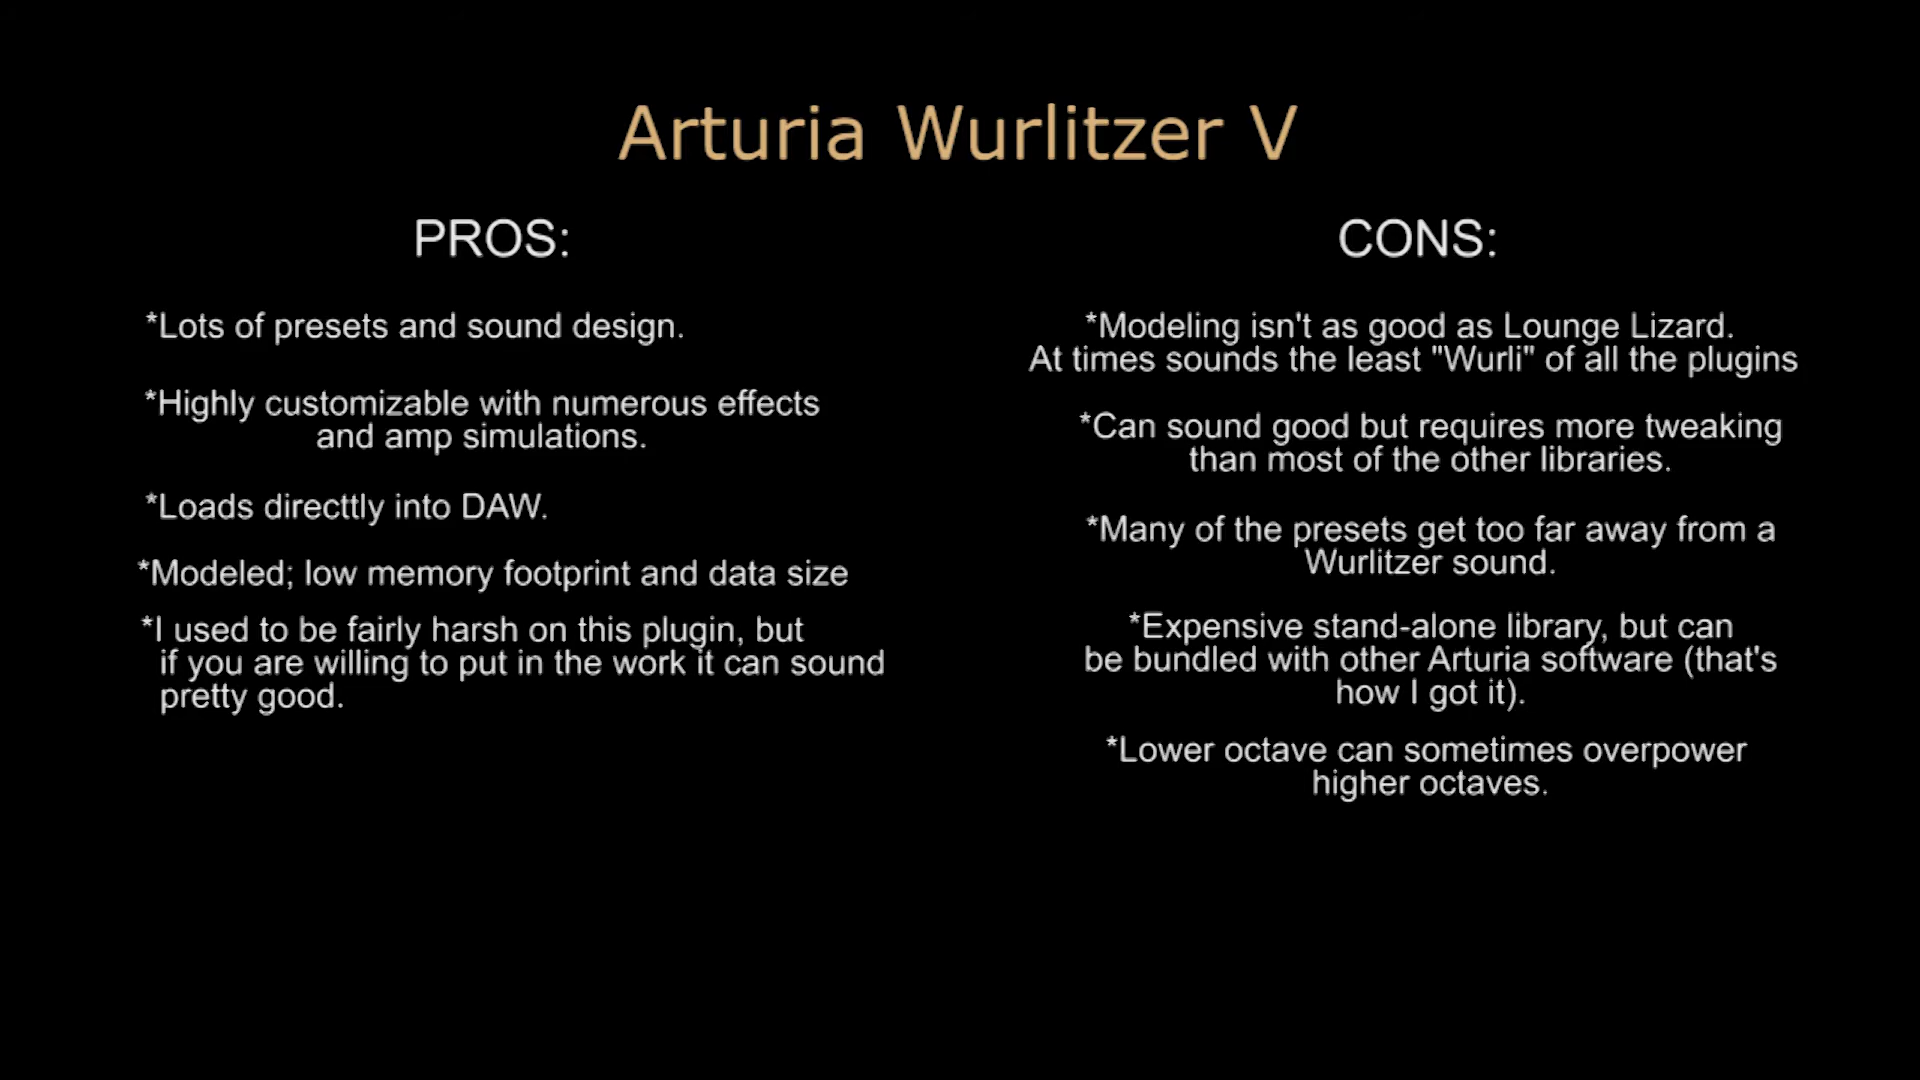 Arturia Wurlitzer V
PROS:
*Lots of presets and sound design.
*Highly customizable with numerous effects
and amp simulations.
*Loads directtly into DAW.
*Modeled; low memory footprint and data size
*I used to be fairly harsh on this plugin, but
if you are willing to put in the work it can sound
pretty good.
CONS:
*Modeling isn't as good as Lounge Lizard.
At times sounds the least "Wurli" of all the plugins
*Can sound good but requires more tweaking
than most of the other libraries.
*Many of the presets get too far away from a
Wurlitzer sound.
*Expensive stand-alone library, but can
be bundled with other Arturia software (that's
how I got it).
*Lower octave can sometimes overpower
higher octaves.